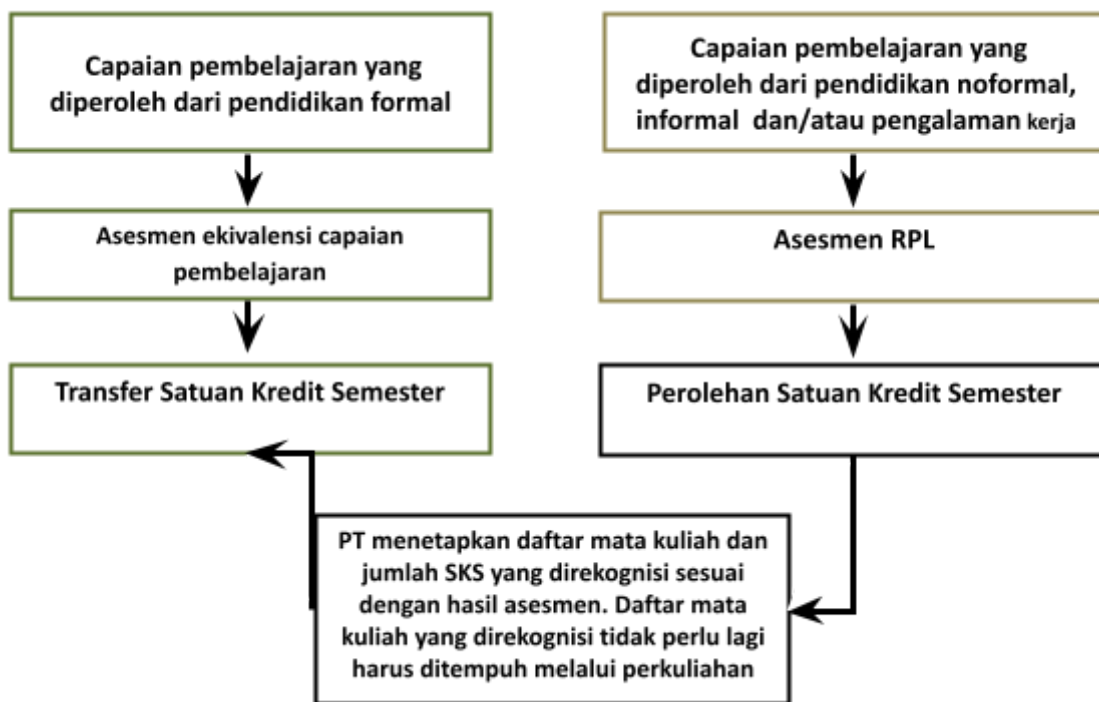 Capaian pembelajaran yang
diperoleh dari pendidikan formal
Asesmen ekivalensi capaian
pembelajaran
Transfer Satuan Kredit Semester
Capaian pembelajaran yang
diperoleh dari pendidikan noformal,
informal dan/atau pengalaman kerja
Asesmen RPL
Perolehan Satuan Kredit Semester
PT menetapkan daftar mata kuliah dan
jumlah SKS yang direkognisi sesuai
dengan hasil asesmen. Daftar mata
kuliah yang direkognisi tidak perlu lagi
harus ditempuh melalui perkuliahan